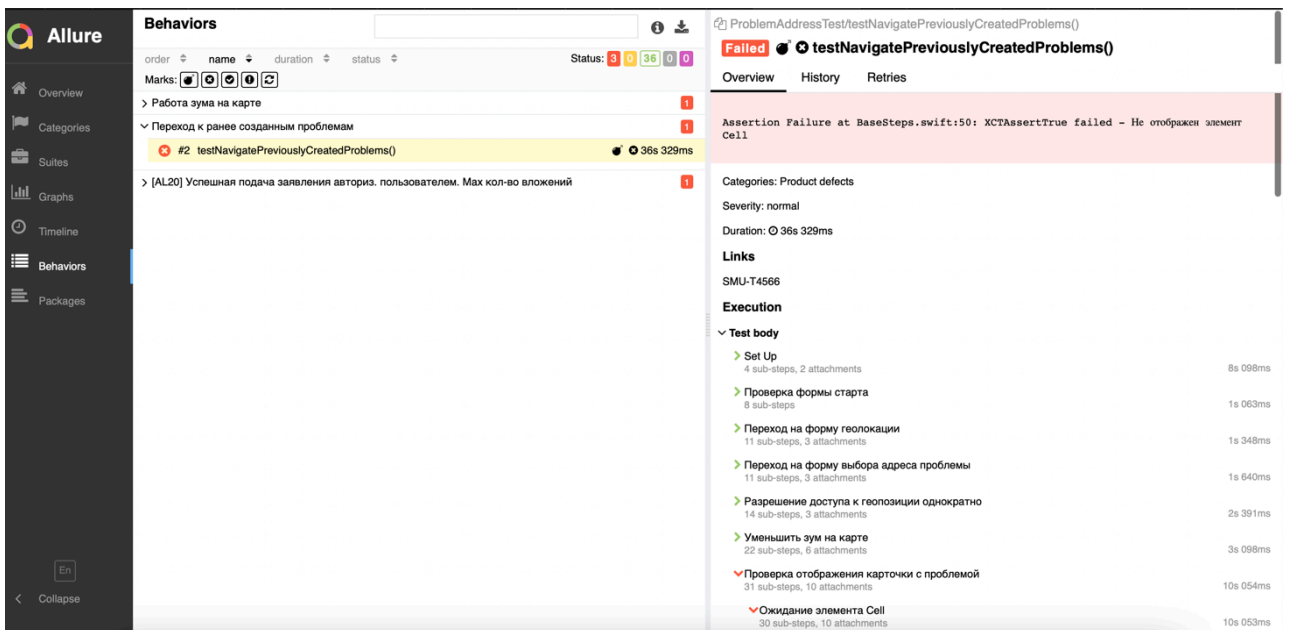 Allure
Overview
Categories
Suites
Graphs
Timeline
Behaviors
Packages
En
Collapse
Behaviors
order name duration status Status: 3 0 36 0 0
Marks:
Работа зума на карте 1
Переход к ранее созданным проблемам 1
#2 testNavigatePreviouslyCreatedProblems() 36s 329ms
[AL20] Успешная подача заявления авториз. пользователем. Мах кол-во вложений 1
ProblemAddressTest/testNavigatePreviouslyCreatedProblems()
Failed testNavigatePreviouslyCreatedProblems()
Overview History Retries
Assertion Failure at BaseSteps.swift:50: XCTAssertTrue failed - Не отображен элемент
Cell
Categories: Product defects
Severity: normal
Duration: 36s 329ms
Links
SMU-T4566
Execution
Test body
Set Up
4 sub-steps, 2 attachments 8s 098ms
Проверка формы старта
8 sub-steps 1s 063ms
Переход на форму геолокации
11 sub-steps, 3 attachments 1s 348ms
Переход на форму выбора адреса проблемы
11 sub-steps, 3 attachments 1s 640ms
Разрешение доступа к геопозиции однократно
14 sub-steps, 3 attachments 2s 391ms
Уменьшить зум на карте
22 sub-steps, 6 attachments 3s 098ms
Проверка отображения карточки с проблемой
31 sub-steps, 10 attachments 10s 054ms
Ожидание элемента Cell
30 sub-steps, 10 attachments 10s 053ms